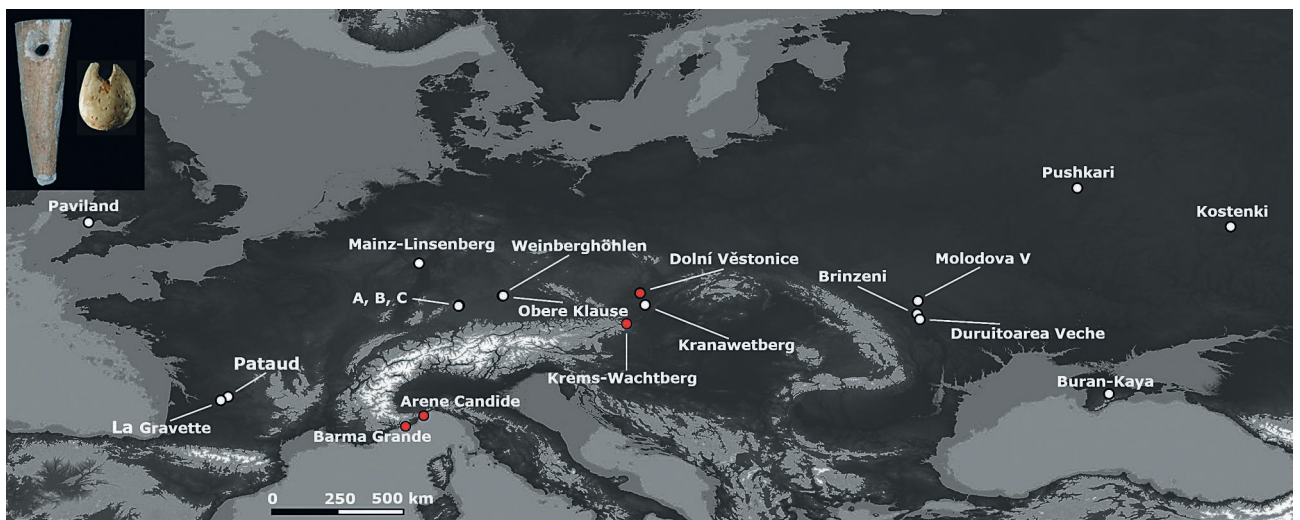 Pushkari
Paviland
Kostenki
Mainz-Linsenberg
Weinberghöhlen
Dolní Věstonice
Molodova V
Brinzeni
A, B, C
Obere Klause
Duruitoarea Veche
Kranawetberg
Pataud
Krems-Wachtberg
Buran-Kaya
Arene Candide
La Gravette
Barma Grande
0 250 500 km